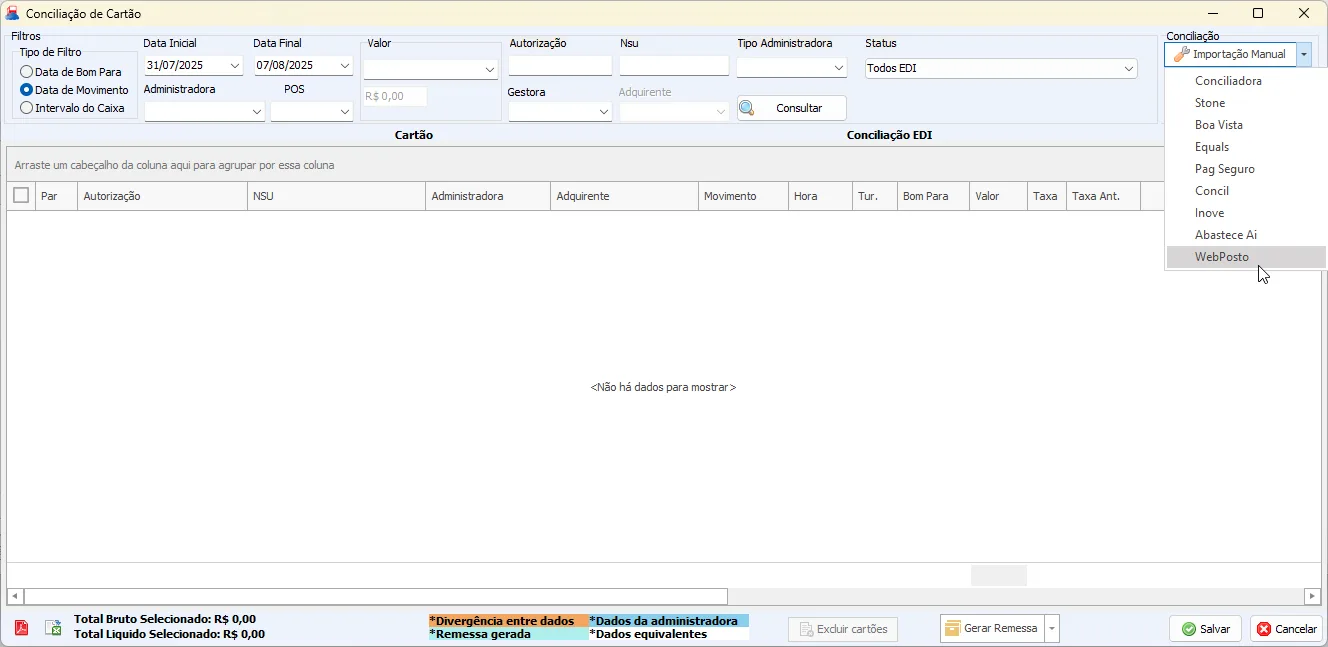 Conciliação de Cartão
Filtros
Tipo de Filtro
Data de Bom Para
Data de Movimento
Intervalo do Caixa
Data Inicial
31/07/2025
Data Final
07/08/2025
Administradora
POS
Valor
R$ 0,00
Autorização
Nsu
Gestora
Adquirente
Tipo Administradora
Consultar
Status
Todos EDI
Conciliação
Importação Manual
Conciliadora
Stone
Boa Vista
Equals
Pag Seguro
Concil
Inove
Abastece Ai
WebPosto
Cartão
Conciliação EDI
Arraste um cabeçalho da coluna aqui para agrupar por essa coluna
Par Autorização NSU Administradora Adquirente Movimento Hora Tur. Bom Para Valor Taxa Taxa Ant.
<Não há dados para mostrar>
Total Bruto Selecionado: R$ 0,00
Total Liquido Selecionado: R$ 0,00
*Divergência entre dados *Dados da administradora
*Remessa gerada *Dados equivalentes
Excluir cartões
Gerar Remessa
Salvar
Cancelar